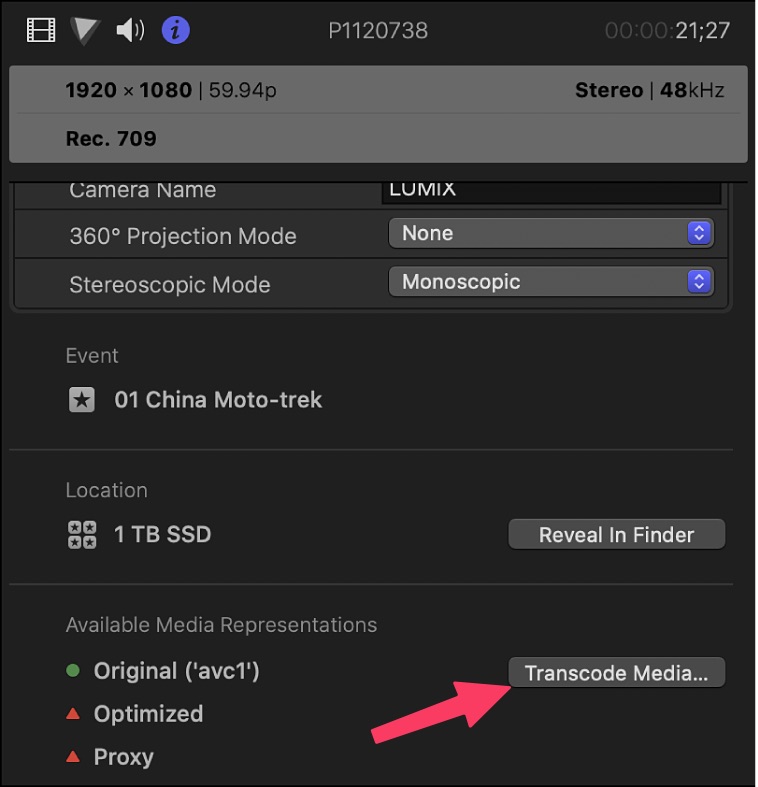 P1120738 00:00:21;27
1920 × 1080 | 59.94p Stereo | 48kHz
Rec. 709
Camera Name LUMIX
360° Projection Mode None
Stereoscopic Mode Monoscopic
Event
01 China Moto-trek
Location
1 TB SSD Reveal In Finder
Available Media Representations
Original ('avc1') Transcode Media...
Optimized
Proxy